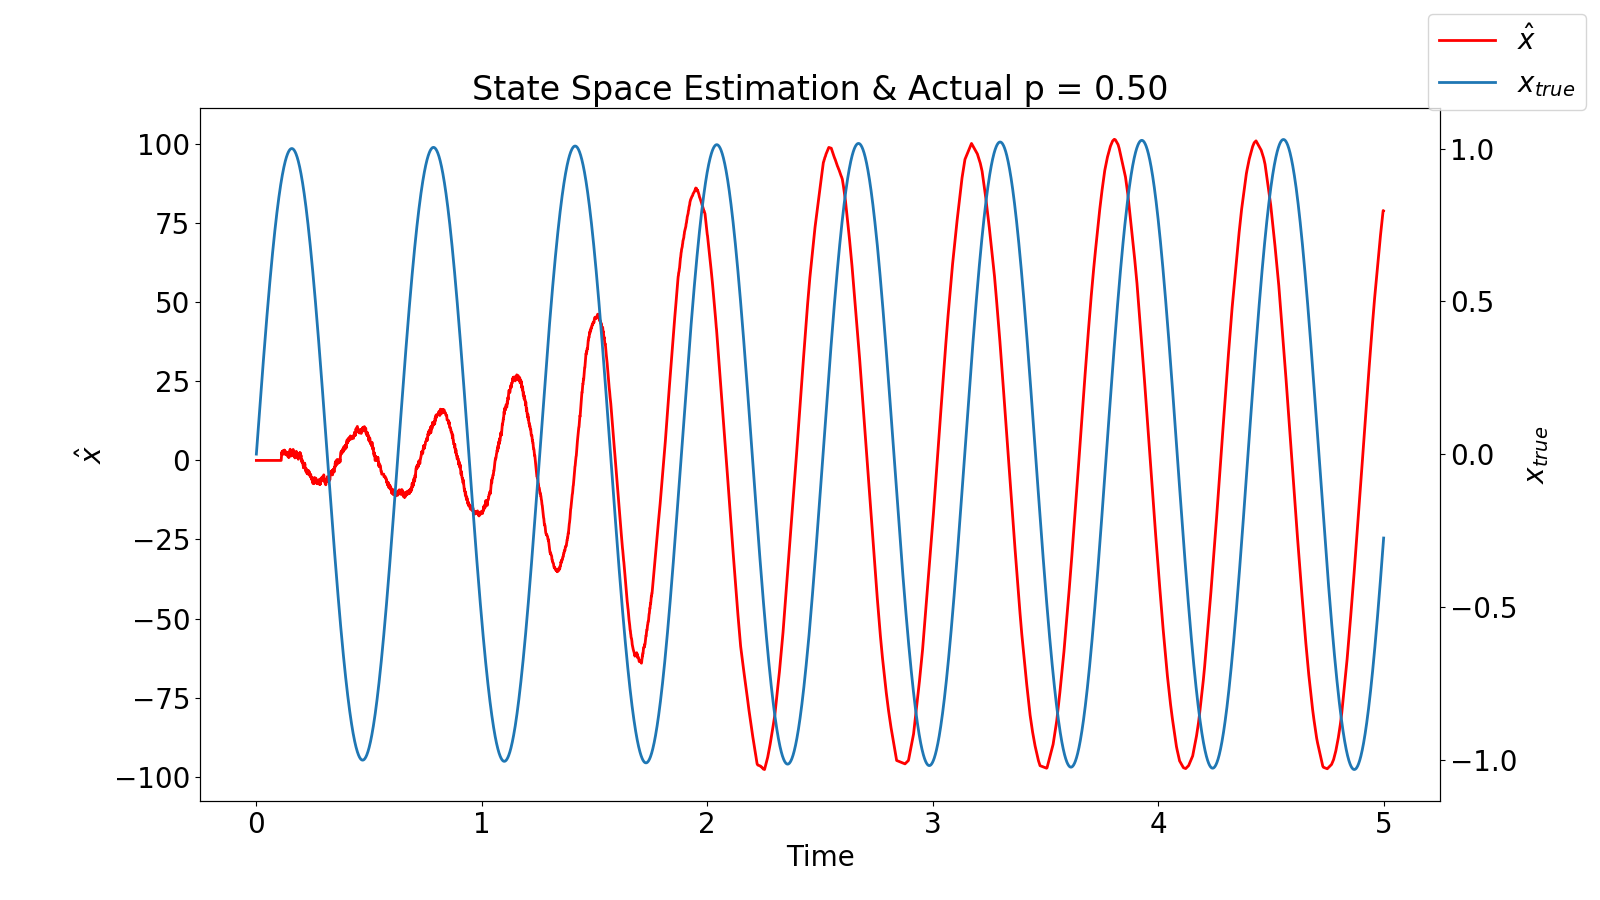 x̂
x_true
State Space Estimation & Actual p = 0.50
100
75
50
25
0
−25
−50
−75
−100
x̂
1.0
0.5
0.0
−0.5
−1.0
x_true
0 1 2 3 4 5
Time